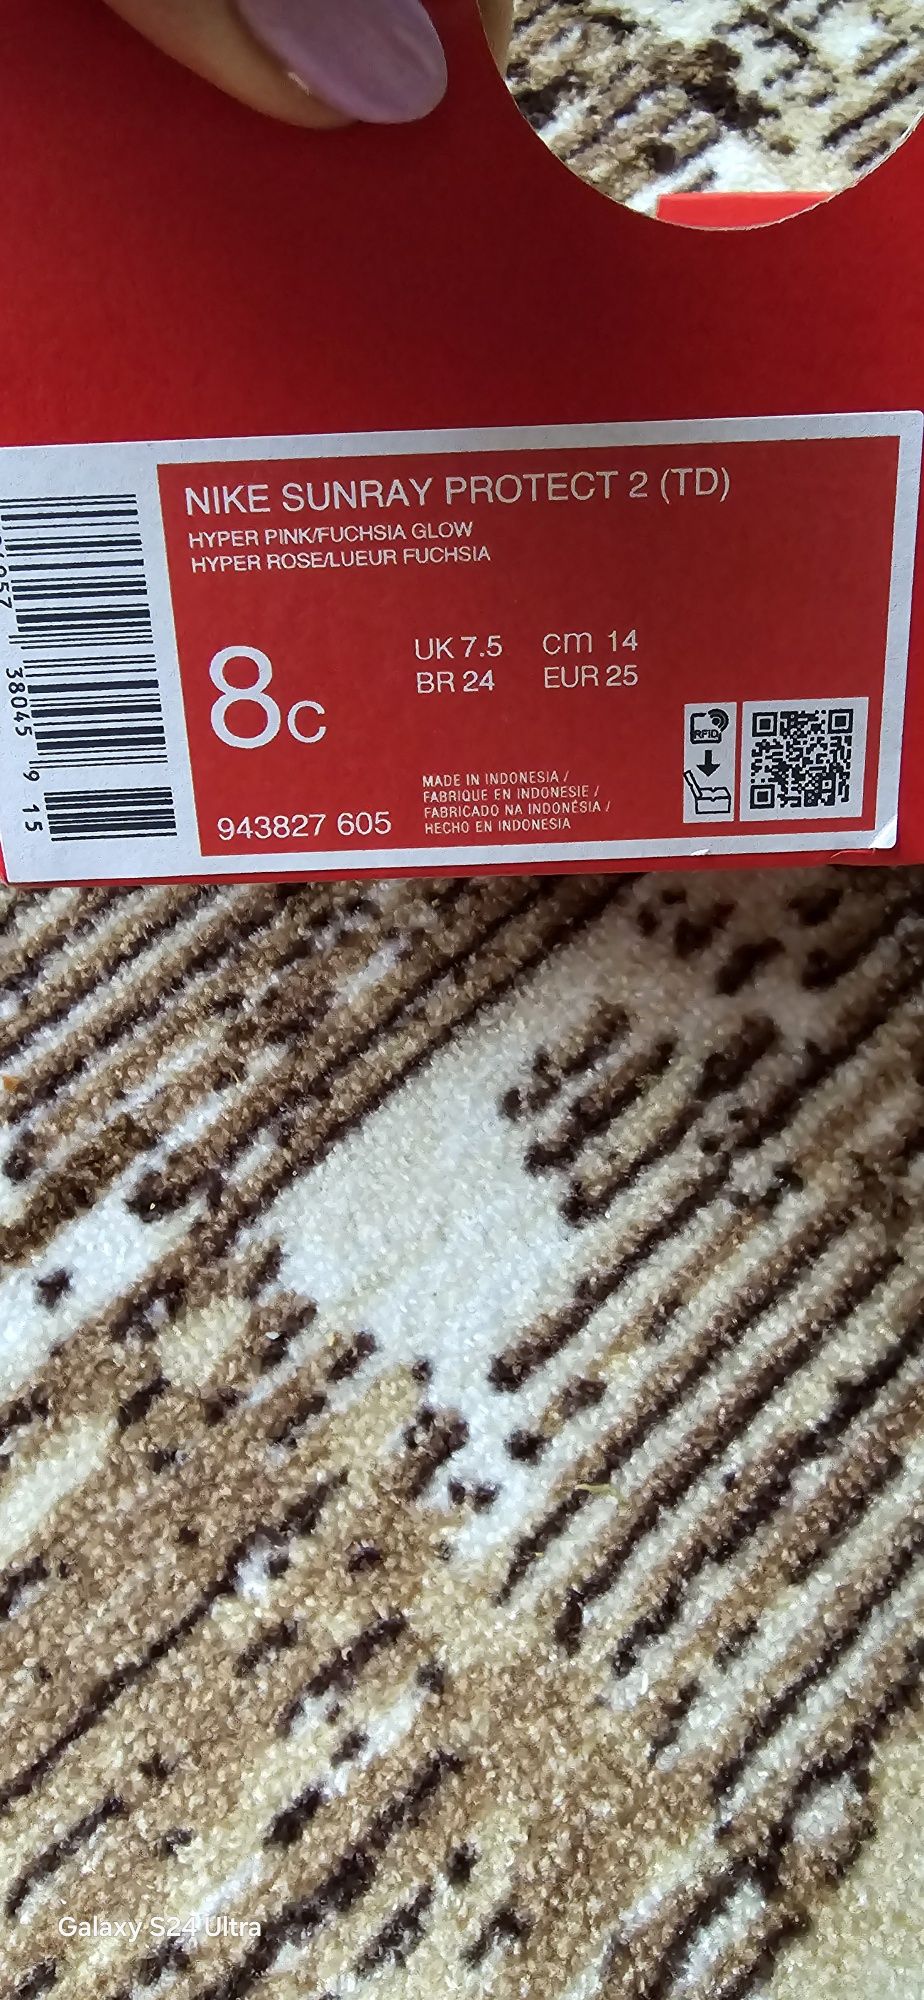 NIKE SUNRAY PROTECT 2 (TD)
HYPER PINK/FUCHSIA GLOW
HYPER ROSE/LUEUR FUCHSIA
8C
UK 7.5 cm 14
BR 24 EUR 25
943827 605
MADE IN INDONESIA /
FABRIQUE EN INDONESIE /
FABRICADO NA INDONÉSIA /
HECHO EN INDONESIA
RFID
38045 9 15
Galaxy S24 Ultra